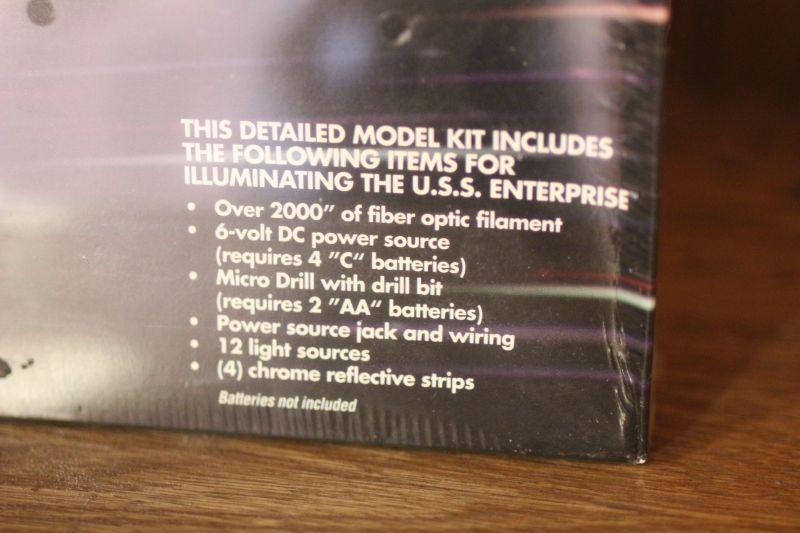 THIS DETAILED MODEL KIT INCLUDES
THE FOLLOWING ITEMS FOR
ILLUMINATING THE U.S.S. ENTERPRISE™
• Over 2000” of fiber optic filament
• 6-volt DC power source
(requires 4 ”C“ batteries)
• Micro Drill with drill bit
(requires 2 ”AA“ batteries)
• Power source jack and wiring
• 12 light sources
• (4) chrome reflective strips
Batteries not included